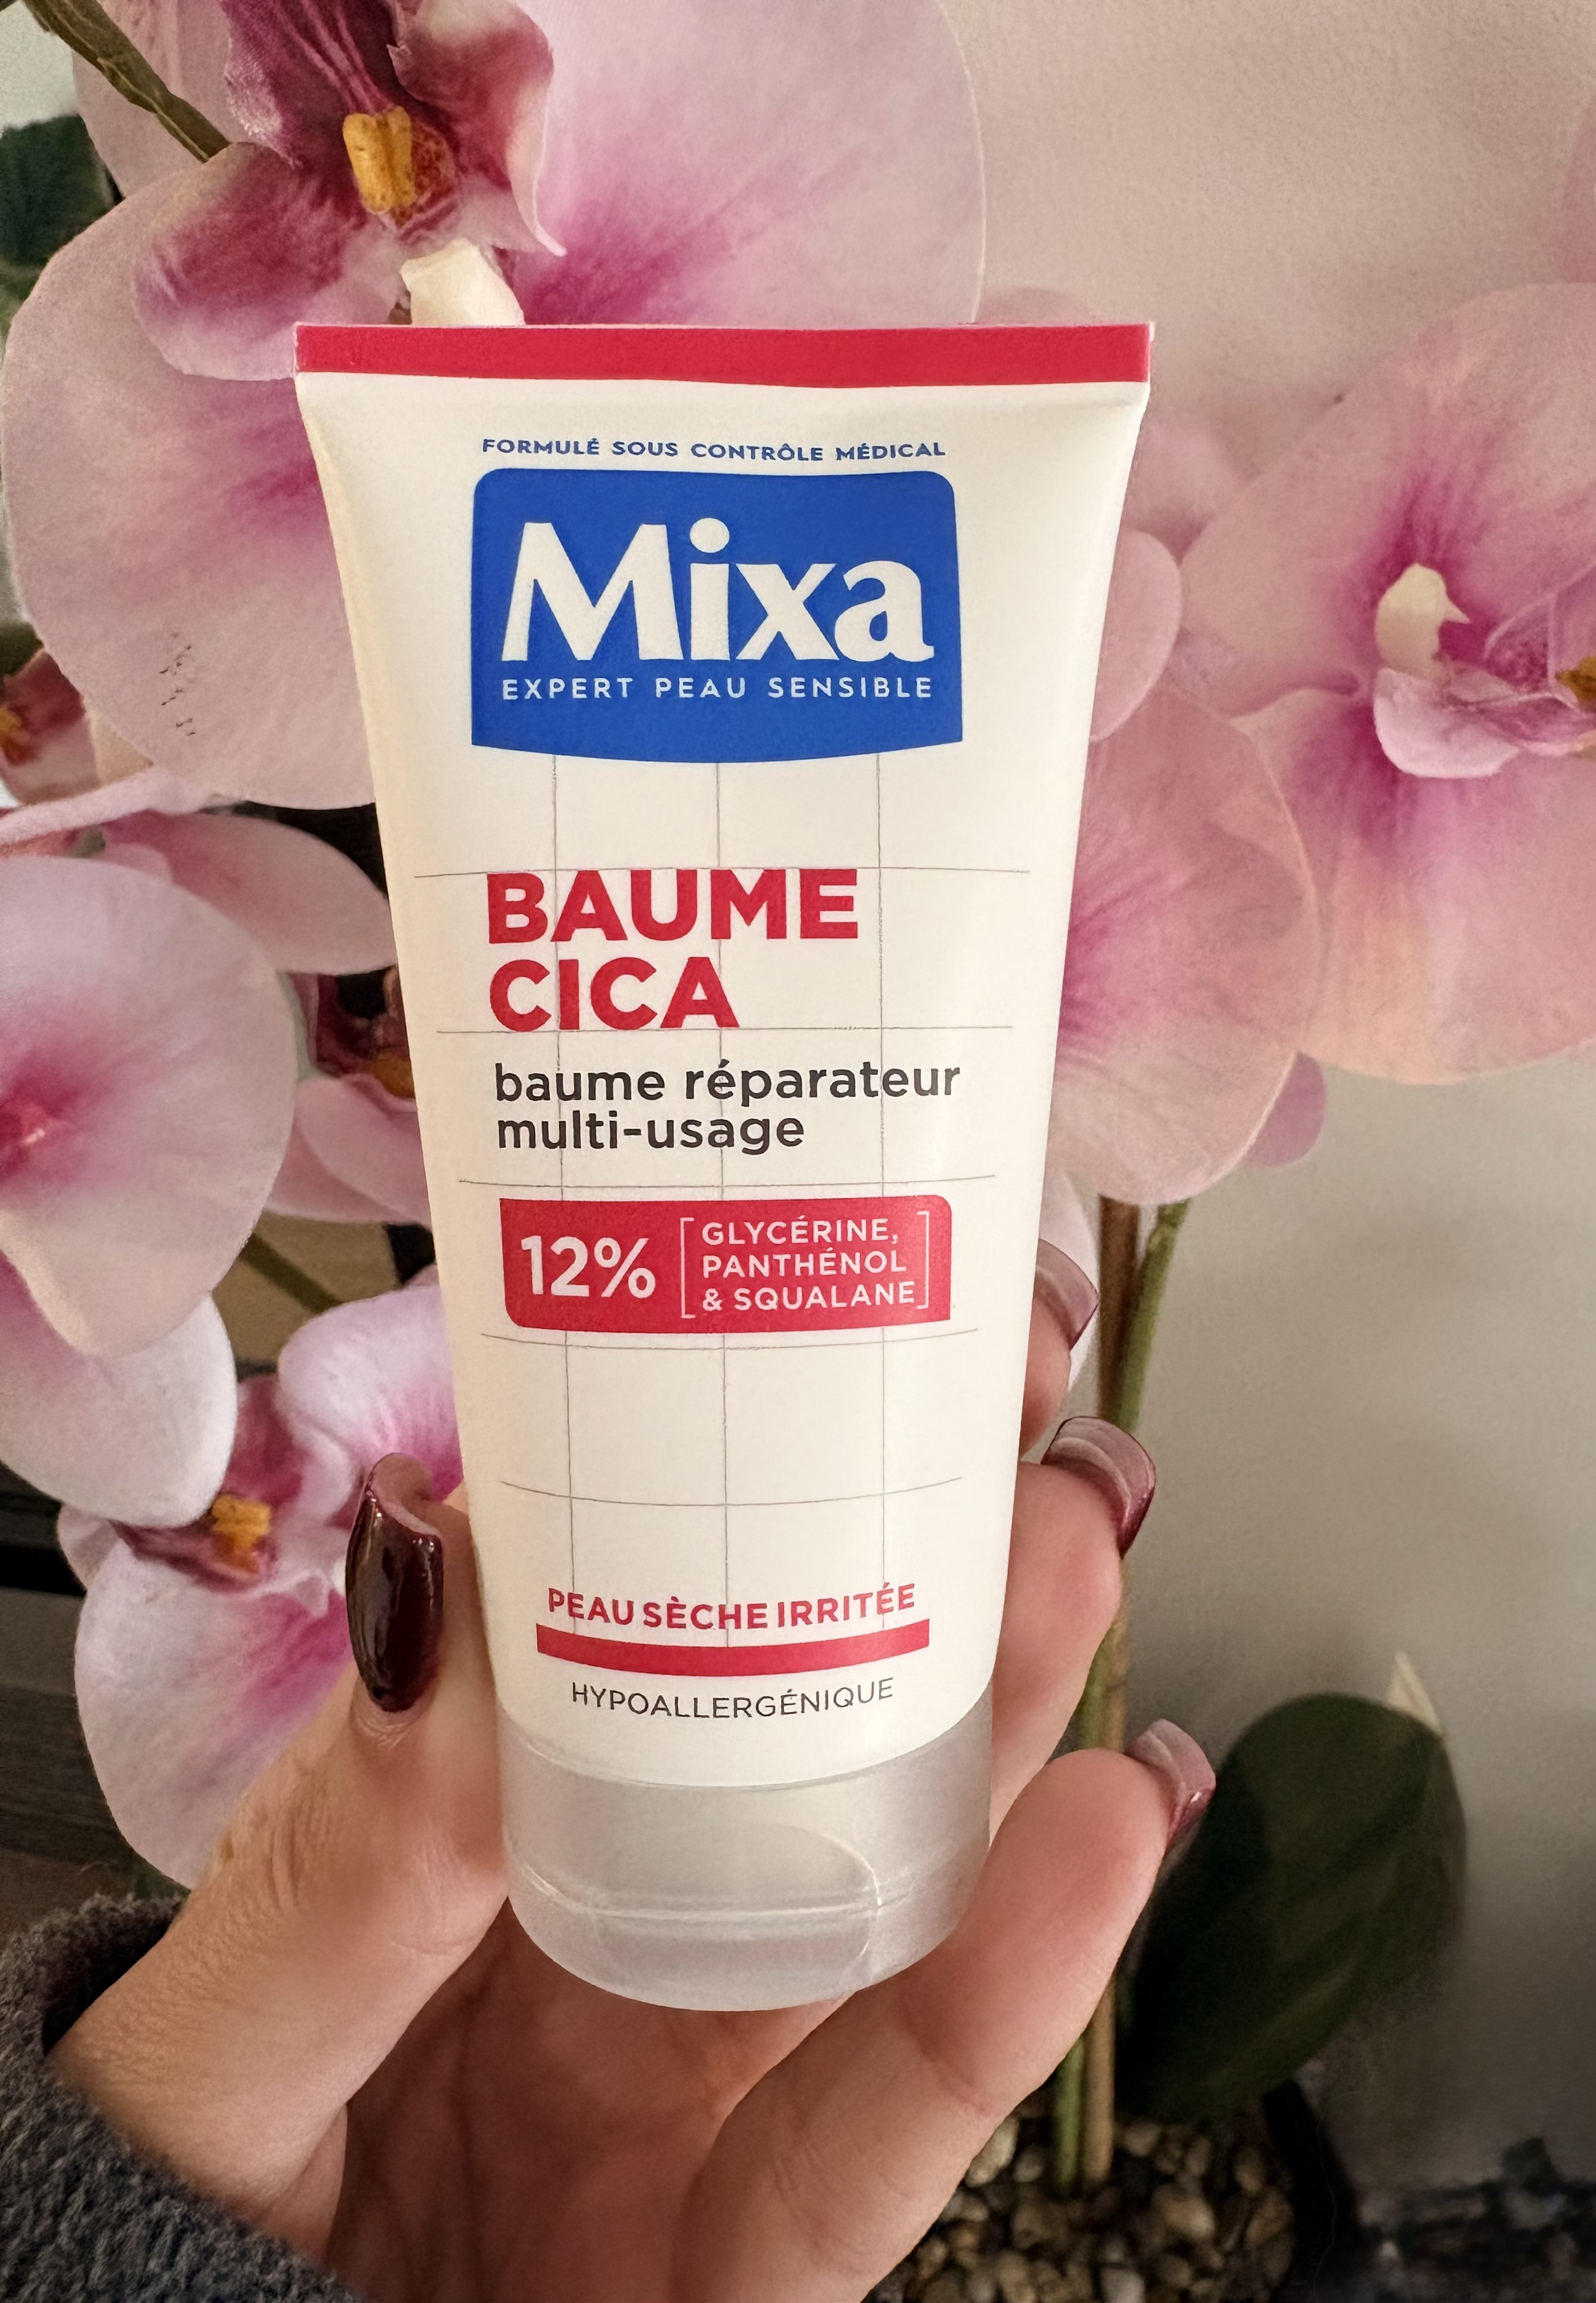 FORMULÉ SOUS CONTRÔLE MÉDICAL
Mixa
EXPERT PEAU SENSIBLE
BAUME
CICA
baume réparateur
multi-usage
12%
GLYCÉRINE,
PANTHÉNOL
& SQUALANE
PEAU SÈCHE IRRITÉE
HYPOALLERGÉNIQUE